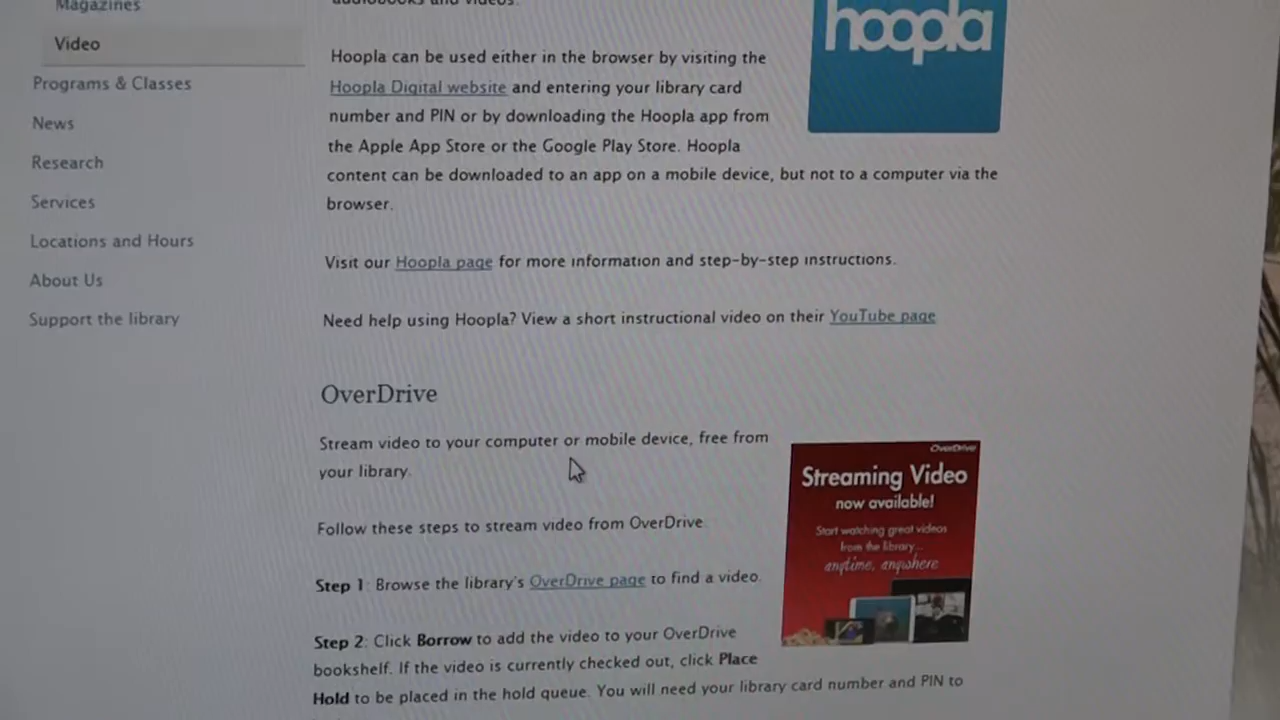 Magazines
Video
Programs & Classes
News
Research
Services
Locations and Hours
About Us
Support the library
audiobooks and videos.
Hoopla can be used either in the browser by visiting the
Hoopla Digital website and entering your library card
number and PIN or by downloading the Hoopla app from
the Apple App Store or the Google Play Store. Hoopla
content can be downloaded to an app on a mobile device, but not to a computer via the
browser.
Visit our Hoopla page for more information and step-by-step instructions.
Need help using Hoopla? View a short instructional video on their YouTube page
hoopla
OverDrive
Stream video to your computer or mobile device, free from
your library.
Follow these steps to stream video from OverDrive
Step 1: Browse the library's OverDrive page to find a video.
Step 2: Click Borrow to add the video to your OverDrive
bookshelf. If the video is currently checked out, click Place
Hold to be placed in the hold queue. You will need your library card number and PIN to
OverDrive
Streaming Video
now available!
Start watching great videos
from the library...
anytime, anywhere